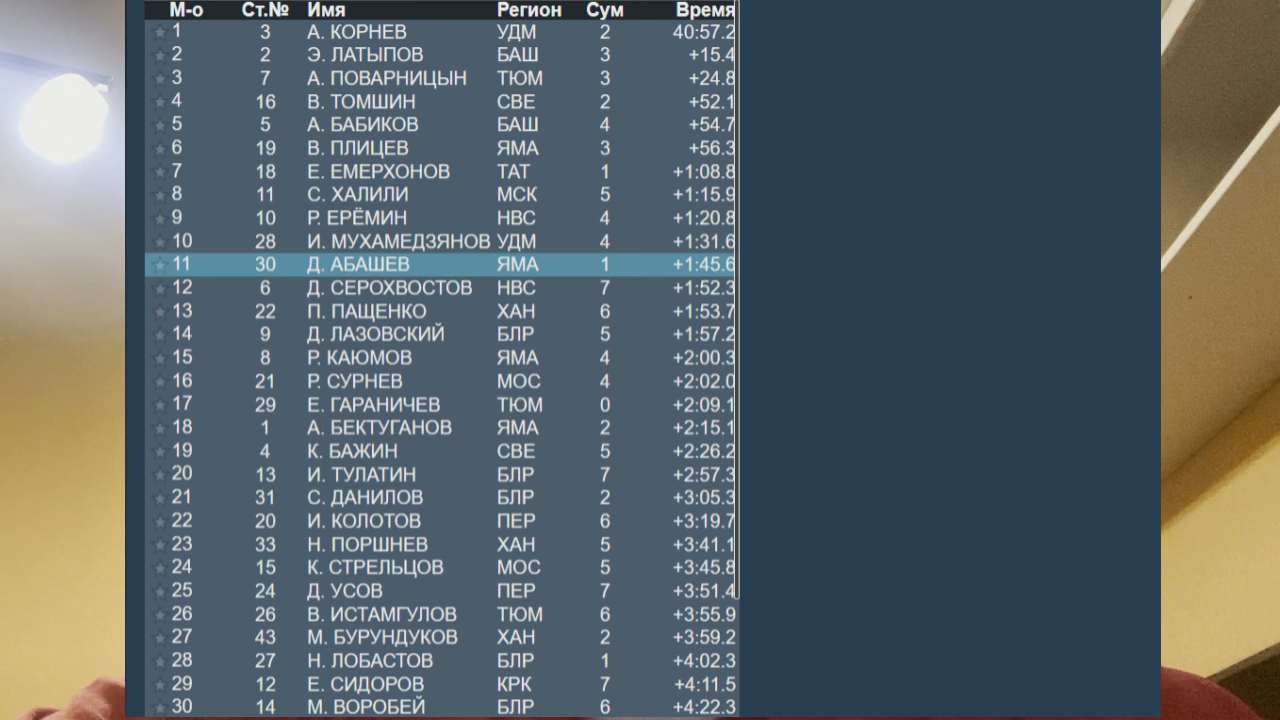 М-о Ст.№ Имя Регион Сум Время
1 3 А. КОРНЕВ УДМ 2 40:57.2
2 2 Э. ЛАТЫПОВ БАШ 3 +15.4
3 7 А. ПОВАРНИЦЫН ТЮМ 3 +24.8
4 16 В. ТОМШИН СВЕ 2 +52.1
5 5 А. БАБИКОВ БАШ 4 +54.7
6 19 В. ПЛИЦЕВ ЯМА 3 +56.3
7 18 Е. ЕМЕРХОНОВ ТАТ 1 +1:08.8
8 11 С. ХАЛИЛИ МСК 5 +1:15.9
9 10 Р. ЕРЁМИН НВС 4 +1:20.8
10 28 И. МУХАМЕДЗЯНОВ УДМ 4 +1:31.6
11 30 Д. АБАШЕВ ЯМА 1 +1:45.6
12 6 Д. СЕРОХВОСТОВ НВС 7 +1:52.3
13 22 П. ПАЩЕНКО ХАН 6 +1:53.7
14 9 Д. ЛАЗОВСКИЙ БЛР 5 +1:57.2
15 8 Р. КАЮМОВ ЯМА 4 +2:00.3
16 21 Р. СУРНЕВ МОС 4 +2:02.0
17 29 Е. ГАРАНИЧЕВ ТЮМ 0 +2:09.1
18 1 А. БЕКТУГАНОВ ЯМА 2 +2:15.1
19 4 К. БАЖИН СВЕ 5 +2:26.2
20 13 И. ТУЛАТИН БЛР 7 +2:57.3
21 31 С. ДАНИЛОВ БЛР 2 +3:05.3
22 20 И. КОЛОТОВ ПЕР 6 +3:19.7
23 33 Н. ПОРШНЕВ ХАН 5 +3:41.1
24 15 К. СТРЕЛЬЦОВ МОС 5 +3:45.8
25 24 Д. УСОВ ПЕР 7 +3:51.4
26 26 В. ИСТАМГУЛОВ ТЮМ 6 +3:55.9
27 43 М. БУРУНДУКОВ ХАН 2 +3:59.2
28 27 Н. ЛОБАСТОВ БЛР 1 +4:02.3
29 12 Е. СИДОРОВ КРК 7 +4:11.5
30 14 М. ВОРОБЕЙ БЛР 6 +4:22.3